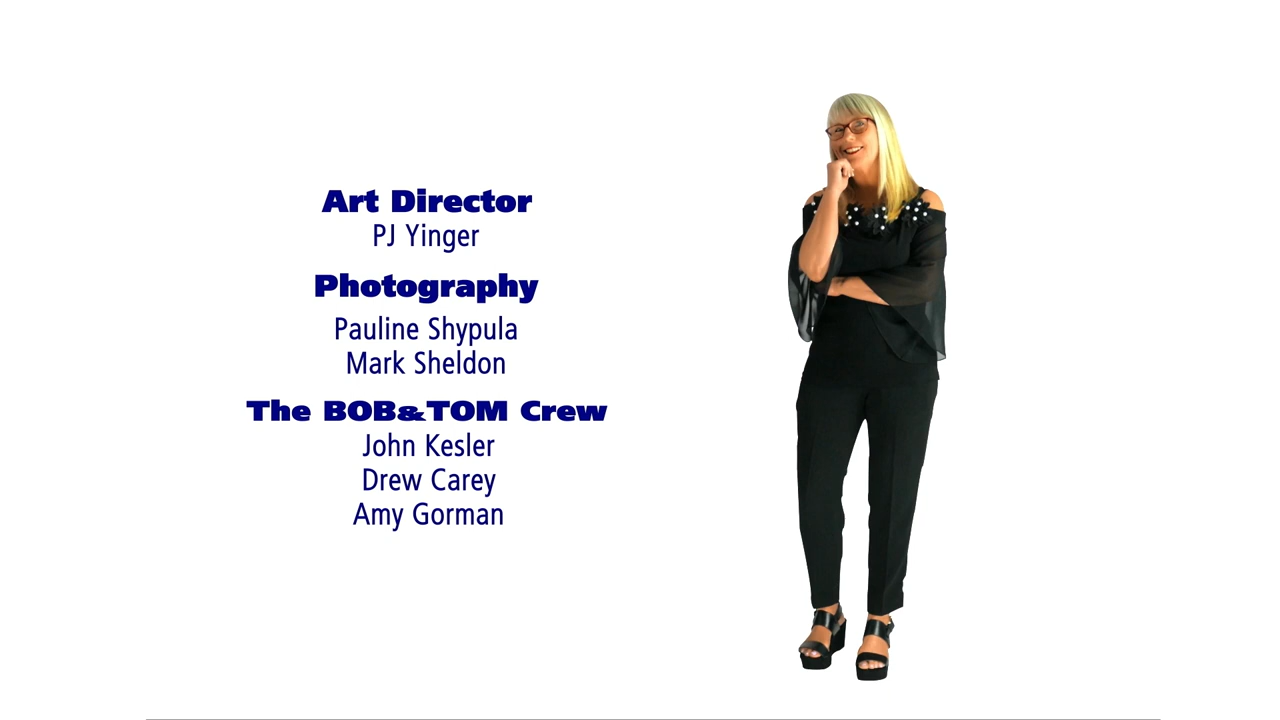 Art Director
PJ Yinger
Photography
Pauline Shypula
Mark Sheldon
The BOB&TOM Crew
John Kesler
Drew Carey
Amy Gorman